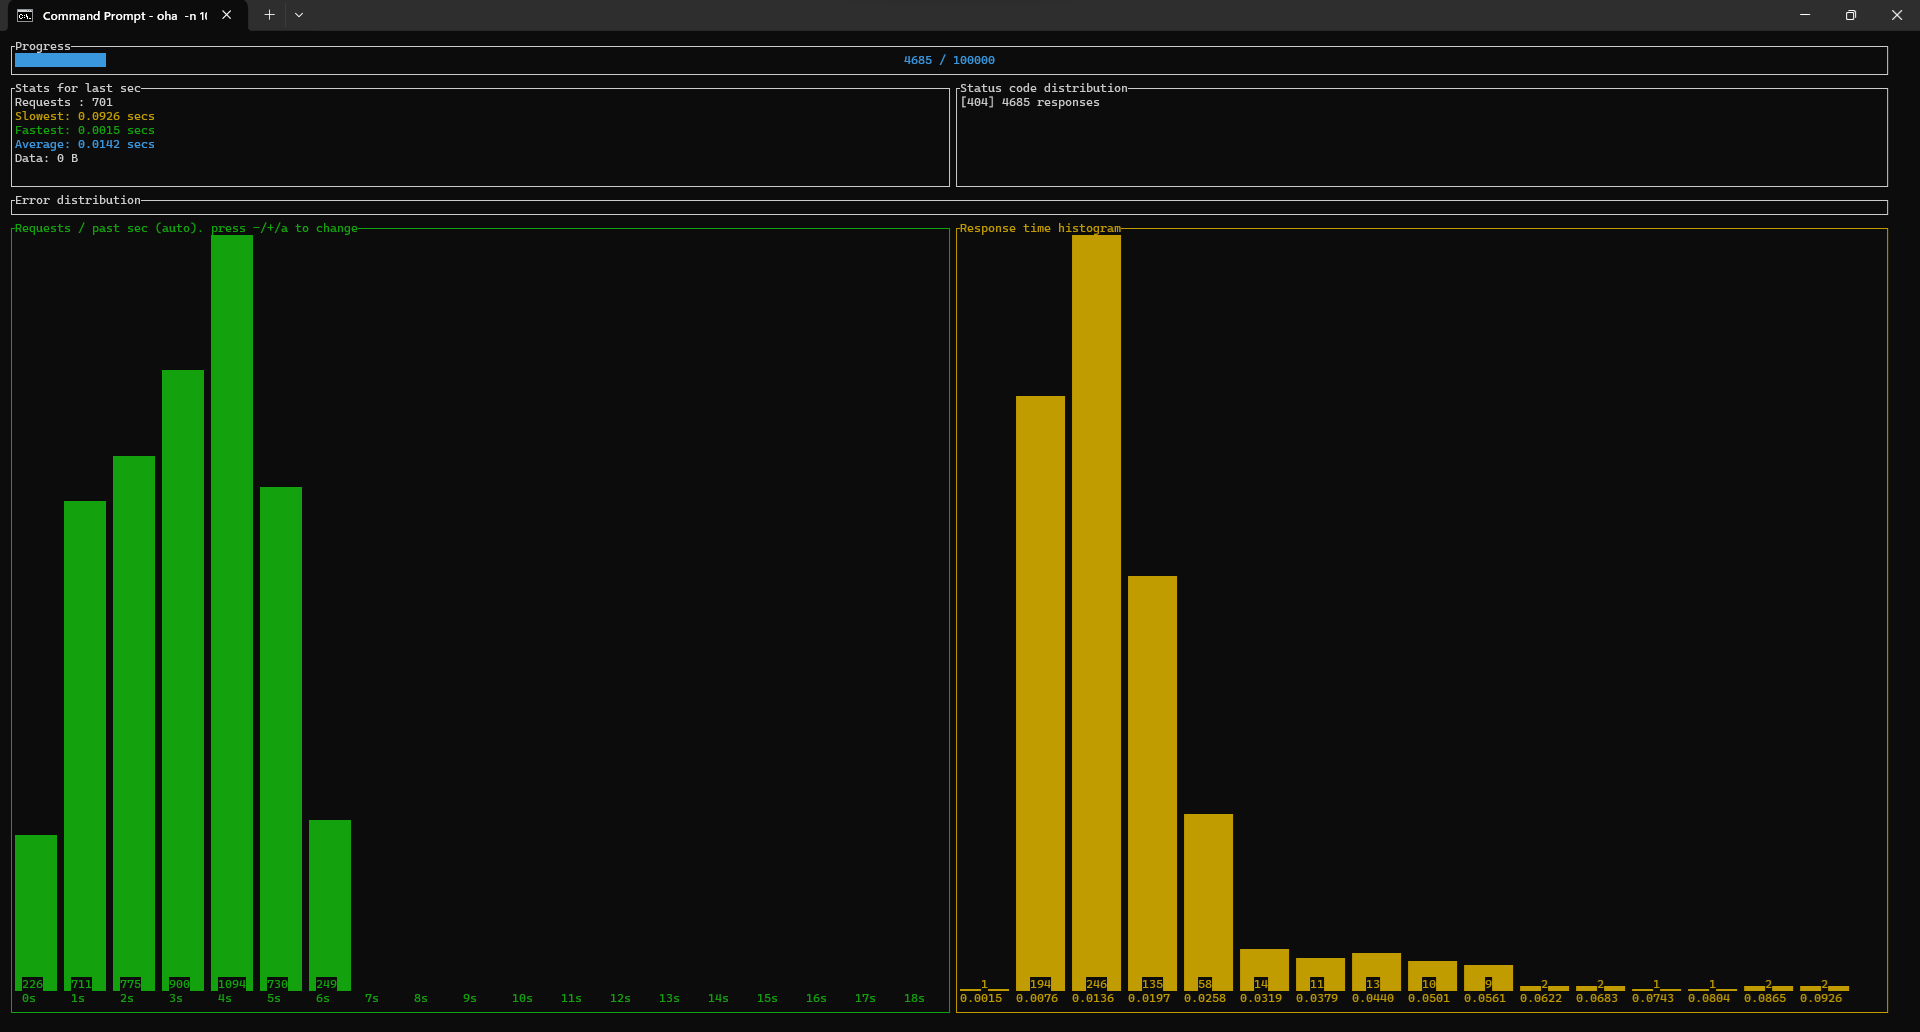 Command Prompt - oha -n 10
Progress
4685 / 100000
Stats for last sec
Requests : 701
Slowest: 0.0926 secs
Fastest: 0.0015 secs
Average: 0.0142 secs
Data: 0 B
Status code distribution
[404] 4685 responses
Error distribution
Requests / past sec (auto). press -/+/a to change
226 711 775 900 1094 730 249
0s 1s 2s 3s 4s 5s 6s 7s 8s 9s 10s 11s 12s 13s 14s 15s 16s 17s 18s
Response time histogram
1 194 246 135 58 14 11 13 10 9 2 2 1 1 2 2
0.0015 0.0076 0.0136 0.0197 0.0258 0.0319 0.0379 0.0440 0.0501 0.0561 0.0622 0.0683 0.0743 0.0804 0.0865 0.0926